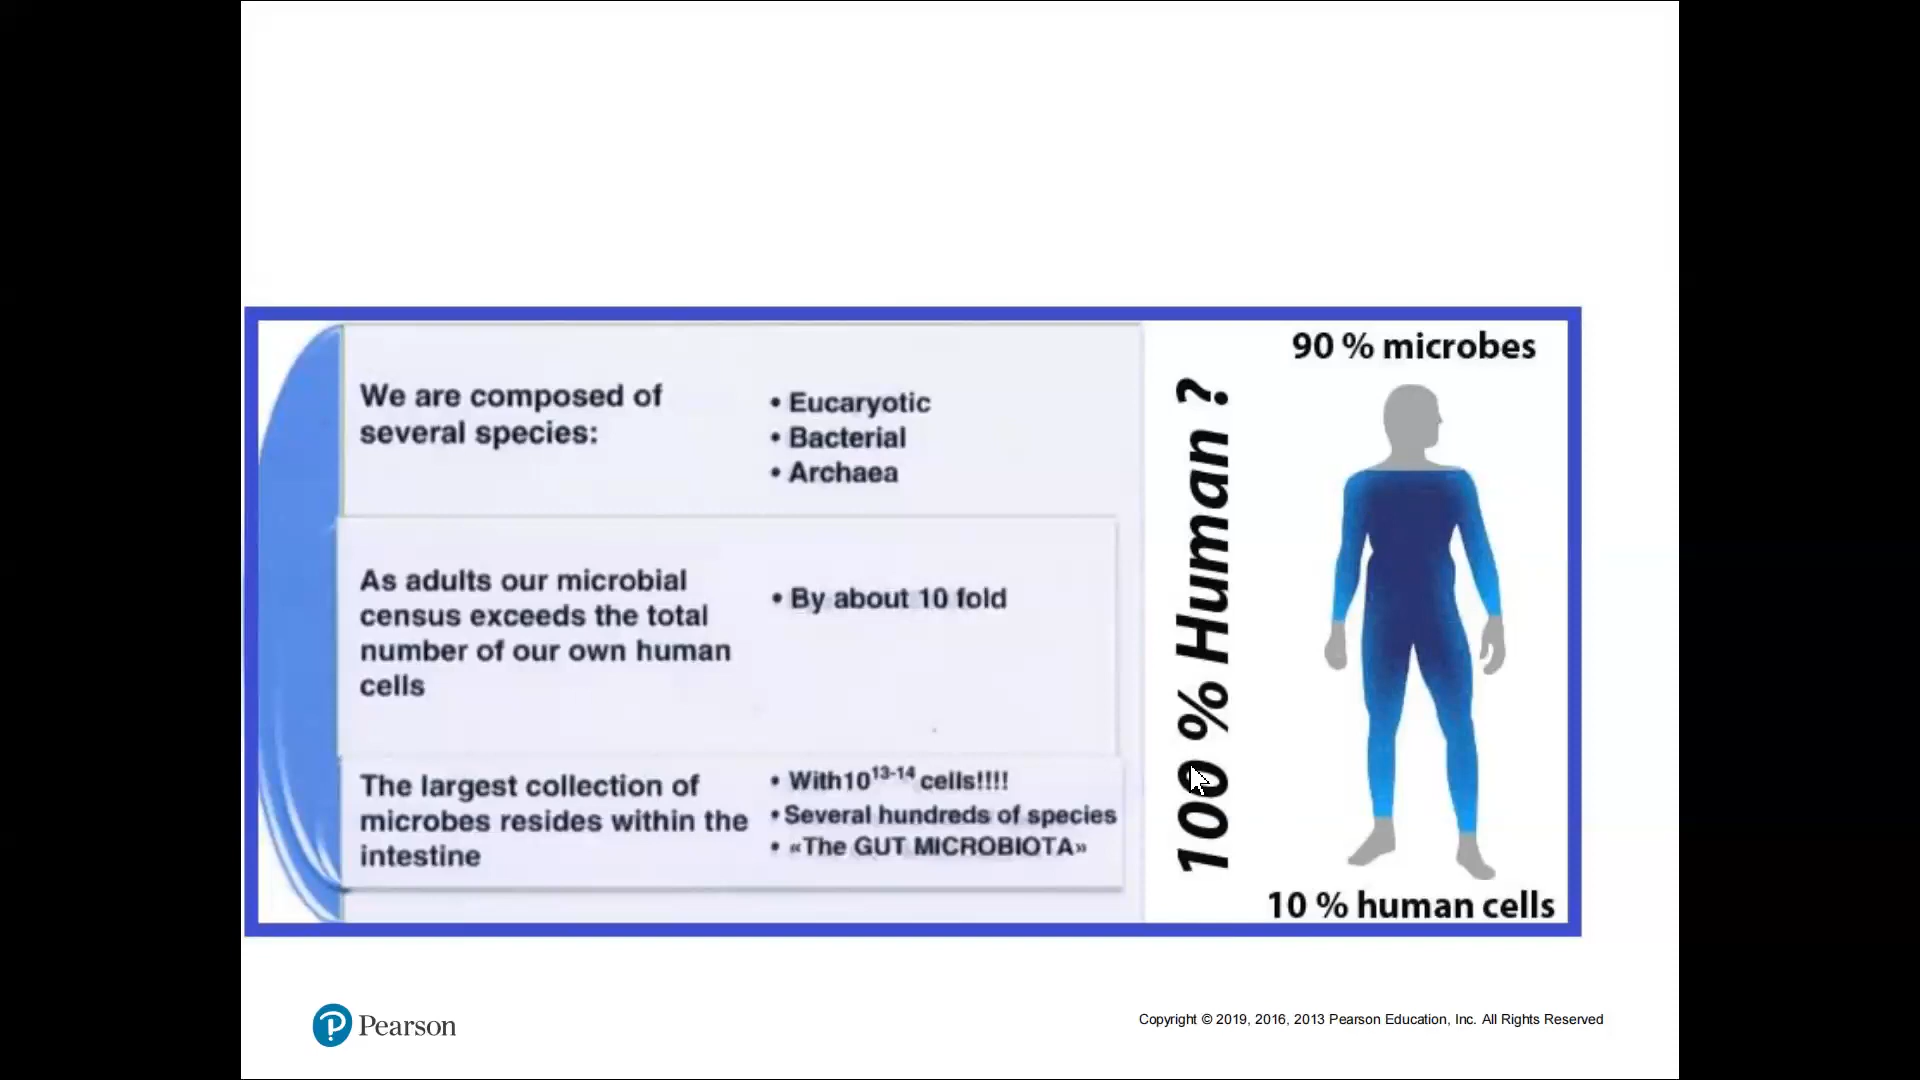 We are composed of
several species:
• Eucaryotic
• Bacterial
• Archaea
As adults our microbial
census exceeds the total
number of our own human
cells
• By about 10 fold
The largest collection of
microbes resides within the
intestine
• With10¹³⁻¹⁴ cells!!!!
• Several hundreds of species
• «The GUT MICROBIOTA»
100 % Human ?
90 % microbes
10 % human cells
Pearson
Copyright © 2019, 2016, 2013 Pearson Education, Inc. All Rights Reserved